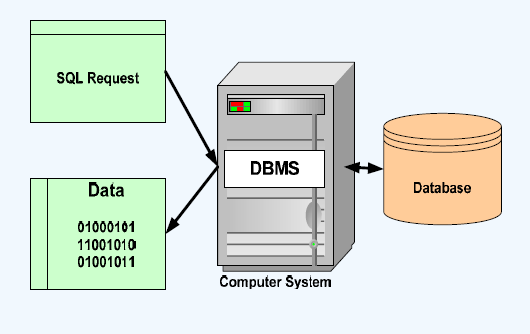 SQL Request
DBMS
Data
01000101
11001010
01001011
Database
Computer System